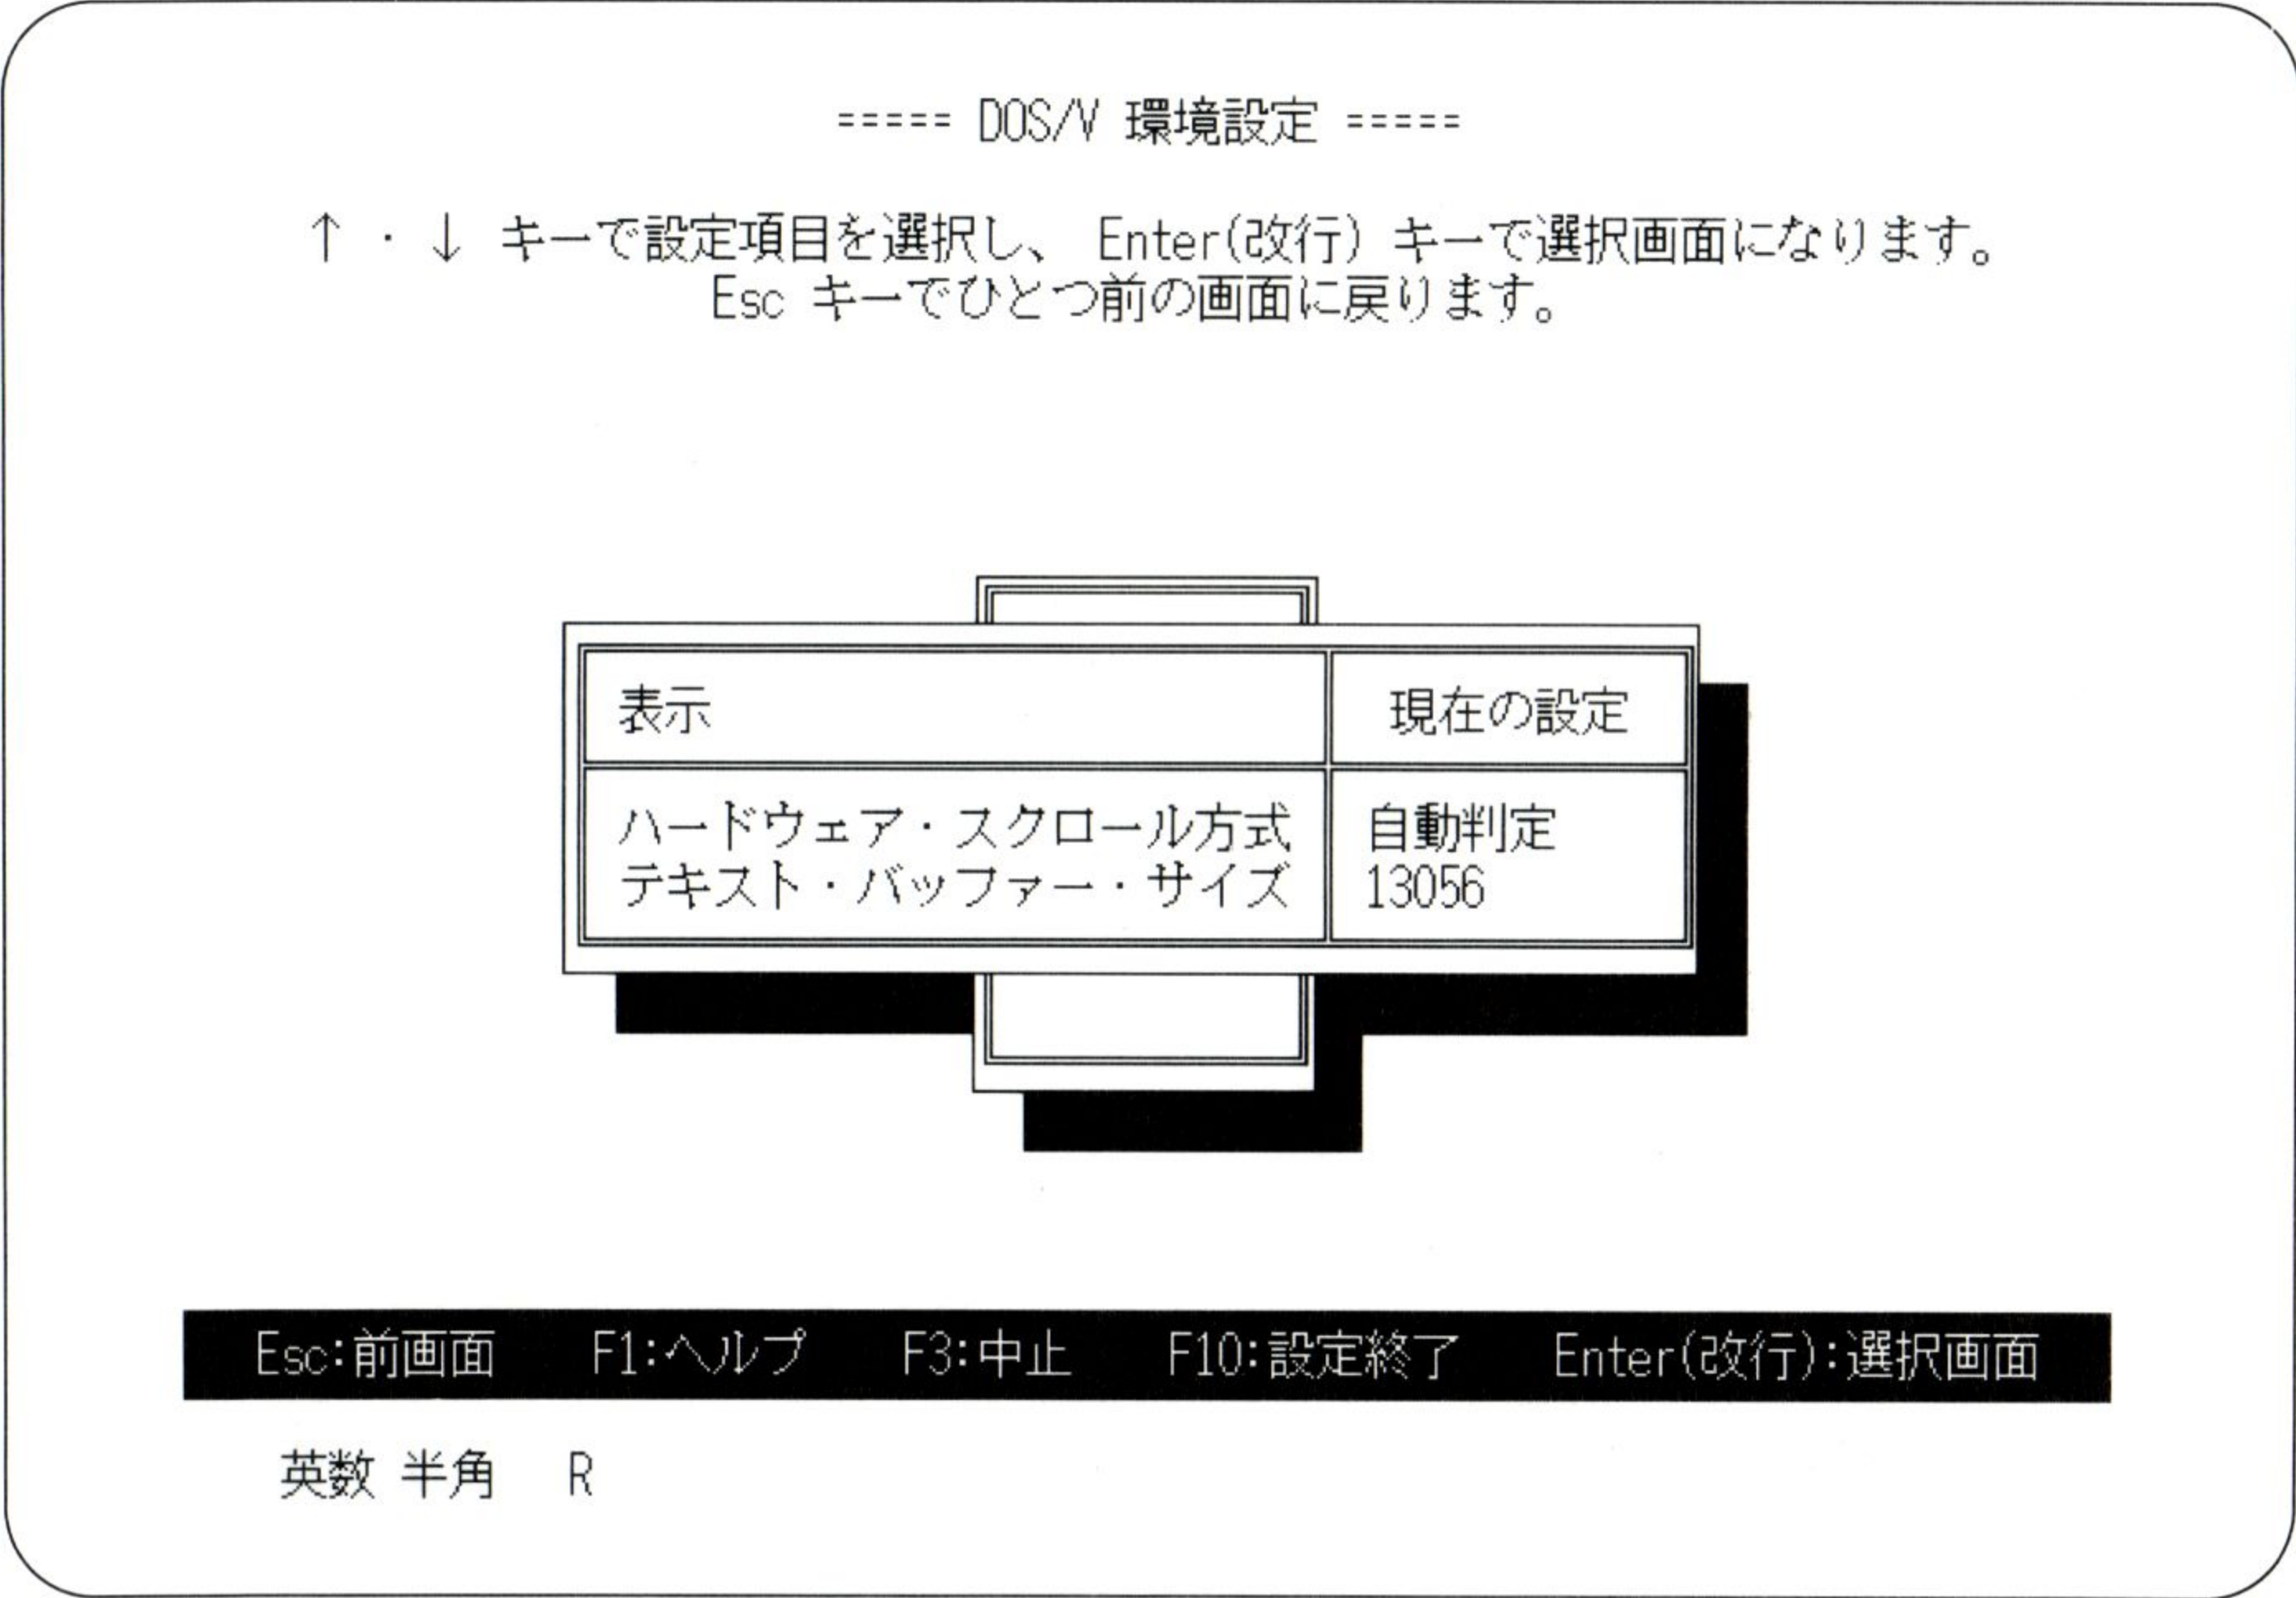 ===== DOS/V 環境設定 =====
↑ ・ ↓ キーで設定項目を選択し、 Enter(改行) キーで選択画面になります。
Esc キーでひとつ前の画面に戻ります。
表示 現在の設定
ハードウェア・スクロール方式 自動判定
テキスト・バッファー・サイズ 13056
Esc:前画面 F1:ヘルプ F3:中止 F10:設定終了 Enter(改行):選択画面
英数 半角 R